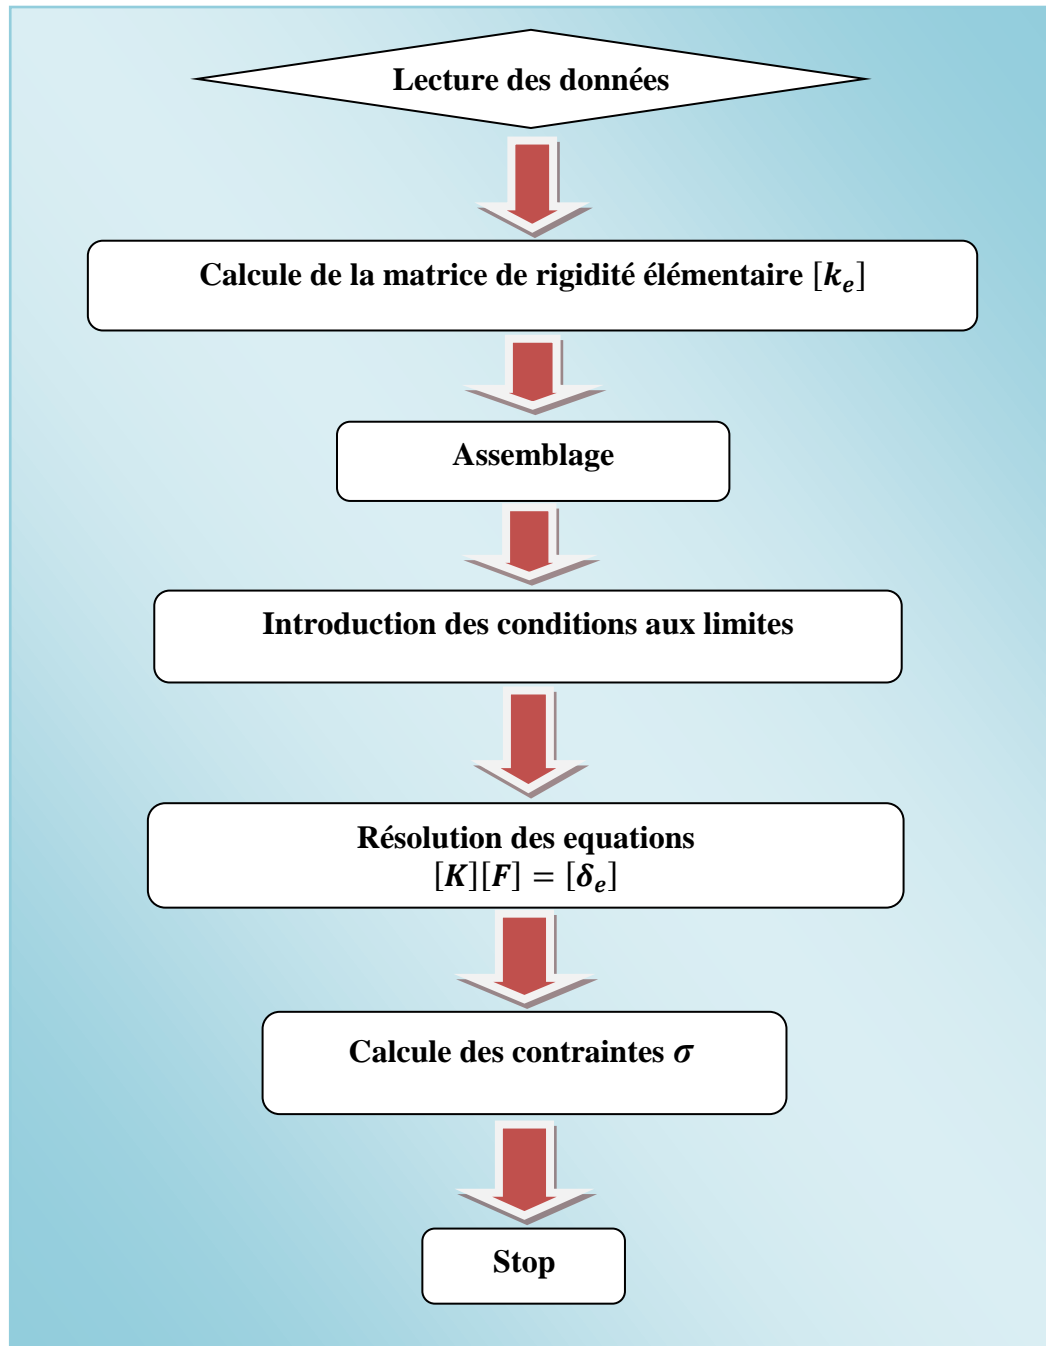 Lecture des données
Calcule de la matrice de rigidité élémentaire [𝒌ₑ]
Assemblage
Introduction des conditions aux limites
Résolution des equations
[𝑲][𝑭] = [𝜹ₑ]
Calcule des contraintes 𝝈
Stop